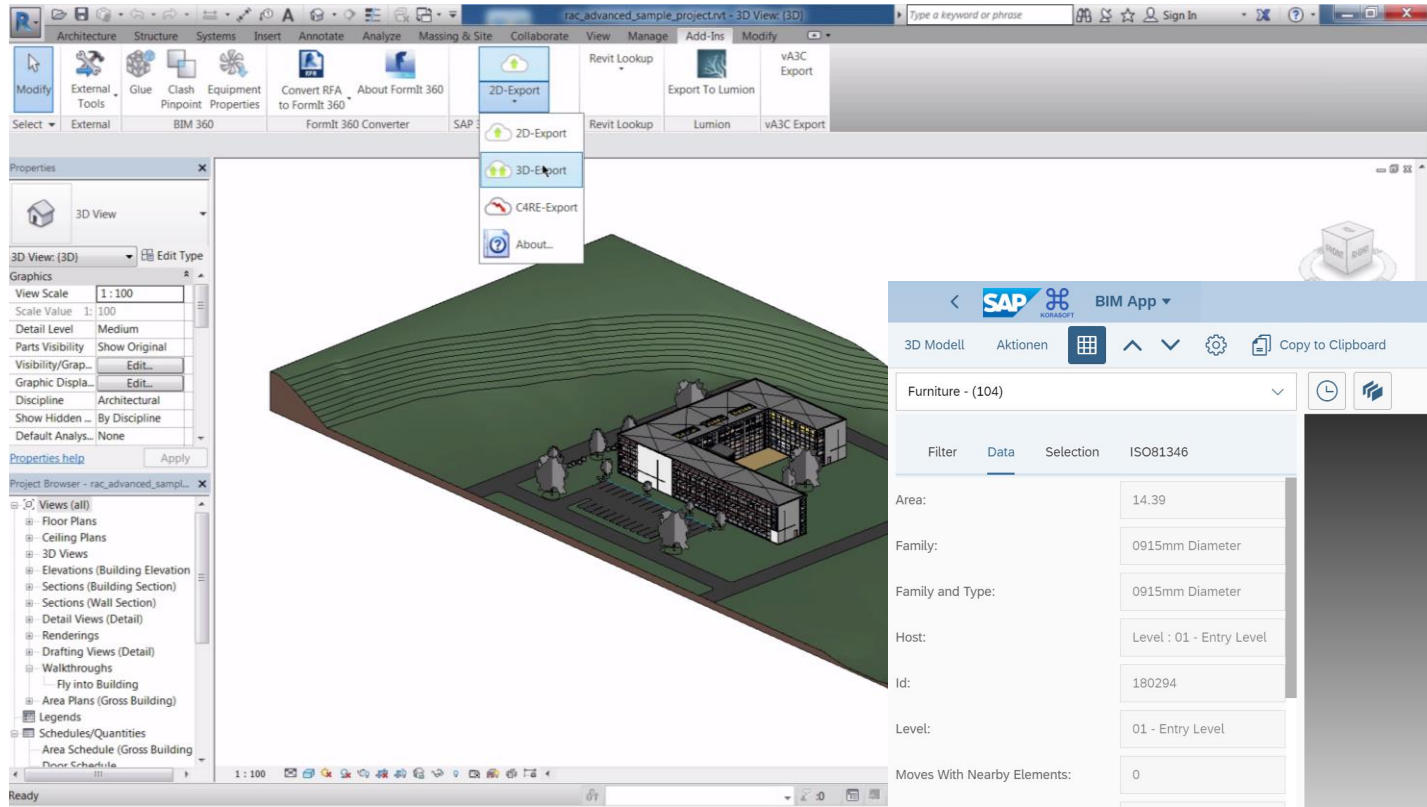 rac_advanced_sample_project.rvt - 3D View: {3D}
Type a keyword or phrase
Sign In
Architecture Structure Systems Insert Annotate Analyze Massing & Site Collaborate View Manage Add-Ins Modify
Modify
External Tools
Glue
Clash Pinpoint
Equipment Properties
Convert RFA to FormIt 360
About FormIt 360
2D-Export
Revit Lookup
Export To Lumion
vA3C Export
Select
External
BIM 360
FormIt 360 Converter
SAP
Revit Lookup
Lumion
vA3C Export
2D-Export
3D-Export
C4RE-Export
About...
Properties
3D View
3D View: {3D}
Edit Type
Graphics
View Scale 1 : 100
Scale Value 1: 100
Detail Level Medium
Parts Visibility Show Original
Visibility/Grap... Edit...
Graphic Displa... Edit...
Discipline Architectural
Show Hidden ... By Discipline
Default Analys... None
Properties help
Apply
Project Browser - rac_advanced_sampl...
Views (all)
Floor Plans
Ceiling Plans
3D Views
Elevations (Building Elevation
Sections (Building Section)
Sections (Wall Section)
Detail Views (Detail)
Renderings
Drafting Views (Detail)
Walkthroughs
Fly into Building
Area Plans (Gross Building)
Legends
Schedules/Quantities
Area Schedule (Gross Building
Door Schedule
1 : 100
Ready
:0
FRONT
SAP
KORASOFT
BIM App
3D Modell
Aktionen
Copy to Clipboard
Furniture - (104)
Filter Data Selection ISO81346
Area: 14.39
Family: 0915mm Diameter
Family and Type: 0915mm Diameter
Host: Level : 01 - Entry Level
Id: 180294
Level: 01 - Entry Level
Moves With Nearby Elements: 0